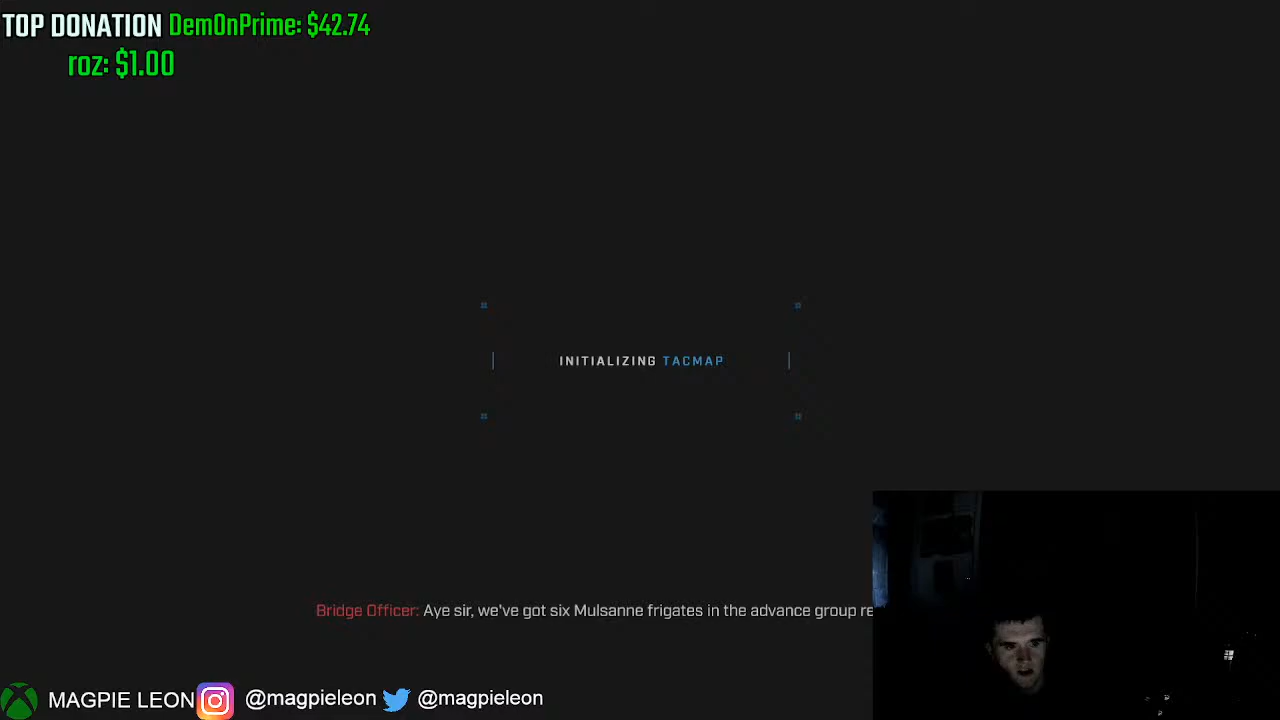 TOP DONATION DemOnPrime: $42.74
roz: $1.00
INITIALIZING TACMAP
Bridge Officer: Aye sir, we've got six Mulsanne frigates in the advance group re
MAGPIE LEON @magpieleon @magpieleon